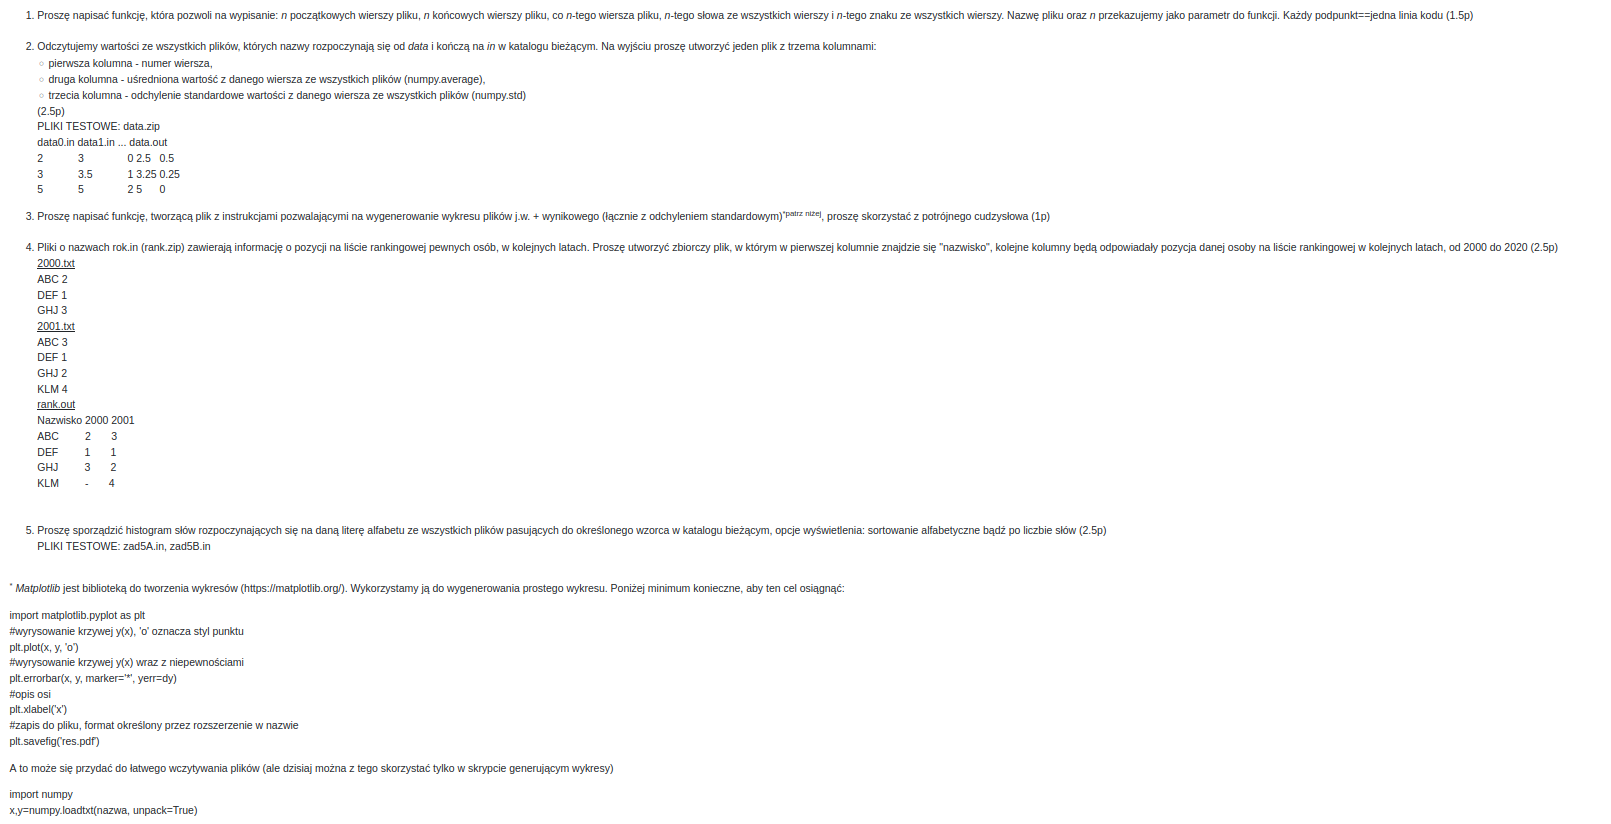 1. Proszę napisać funkcję, która pozwoli na wypisanie: n początkowych wierszy pliku, n końcowych wierszy pliku, co n-tego wiersza pliku, n-tego słowa ze wszystkich wierszy i n-tego znaku ze wszystkich wierszy. Nazwę pliku oraz n przekazujemy jako parametr do funkcji. Każdy podpunkt==jedna linia kodu (1.5p)
2. Odczytujemy wartości ze wszystkich plików, których nazwy rozpoczynają się od data i kończą na in w katalogu bieżącym. Na wyjściu proszę utworzyć jeden plik z trzema kolumnami:
○ pierwsza kolumna - numer wiersza,
○ druga kolumna - uśredniona wartość z danego wiersza ze wszystkich plików (numpy.average),
○ trzecia kolumna - odchylenie standardowe wartości z danego wiersza ze wszystkich plików (numpy.std)
(2.5p)
PLIKI TESTOWE: data.zip
data0.in data1.in ... data.out
2 3 0 2.5 0.5
3 3.5 1 3.25 0.25
5 5 2 5 0
3. Proszę napisać funkcję, tworzącą plik z instrukcjami pozwalającymi na wygenerowanie wykresu plików j.w. + wynikowego (łącznie z odchyleniem standardowym)*patrz niżej, proszę skorzystać z potrójnego cudzysłowa (1p)
4. Pliki o nazwach rok.in (rank.zip) zawierają informację o pozycji na liście rankingowej pewnych osób, w kolejnych latach. Proszę utworzyć zbiorczy plik, w którym w pierwszej kolumnie znajdzie się "nazwisko", kolejne kolumny będą odpowiadały pozycja danej osoby na liście rankingowej w kolejnych latach, od 2000 do 2020 (2.5p)
2000.txt
ABC 2
DEF 1
GHJ 3
2001.txt
ABC 3
DEF 1
GHJ 2
KLM 4
rank.out
Nazwisko 2000 2001
ABC 2 3
DEF 1 1
GHJ 3 2
KLM - 4
5. Proszę sporządzić histogram słów rozpoczynających się na daną literę alfabetu ze wszystkich plików pasujących do określonego wzorca w katalogu bieżącym, opcje wyświetlenia: sortowanie alfabetyczne bądź po liczbie słów (2.5p)
PLIKI TESTOWE: zad5A.in, zad5B.in
* Matplotlib jest biblioteką do tworzenia wykresów (https://matplotlib.org/). Wykorzystamy ją do wygenerowania prostego wykresu. Poniżej minimum konieczne, aby ten cel osiągnąć:
import matplotlib.pyplot as plt
#wyrysowanie krzywej y(x), 'o' oznacza styl punktu
plt.plot(x, y, 'o')
#wyrysowanie krzywej y(x) wraz z niepewnościami
plt.errorbar(x, y, marker='*', yerr=dy)
#opis osi
plt.xlabel('x')
#zapis do pliku, format określony przez rozszerzenie w nazwie
plt.savefig('res.pdf')
A to może się przydać do łatwego wczytywania plików (ale dzisiaj można z tego skorzystać tylko w skrypcie generującym wykresy)
import numpy
x,y=numpy.loadtxt(nazwa, unpack=True)